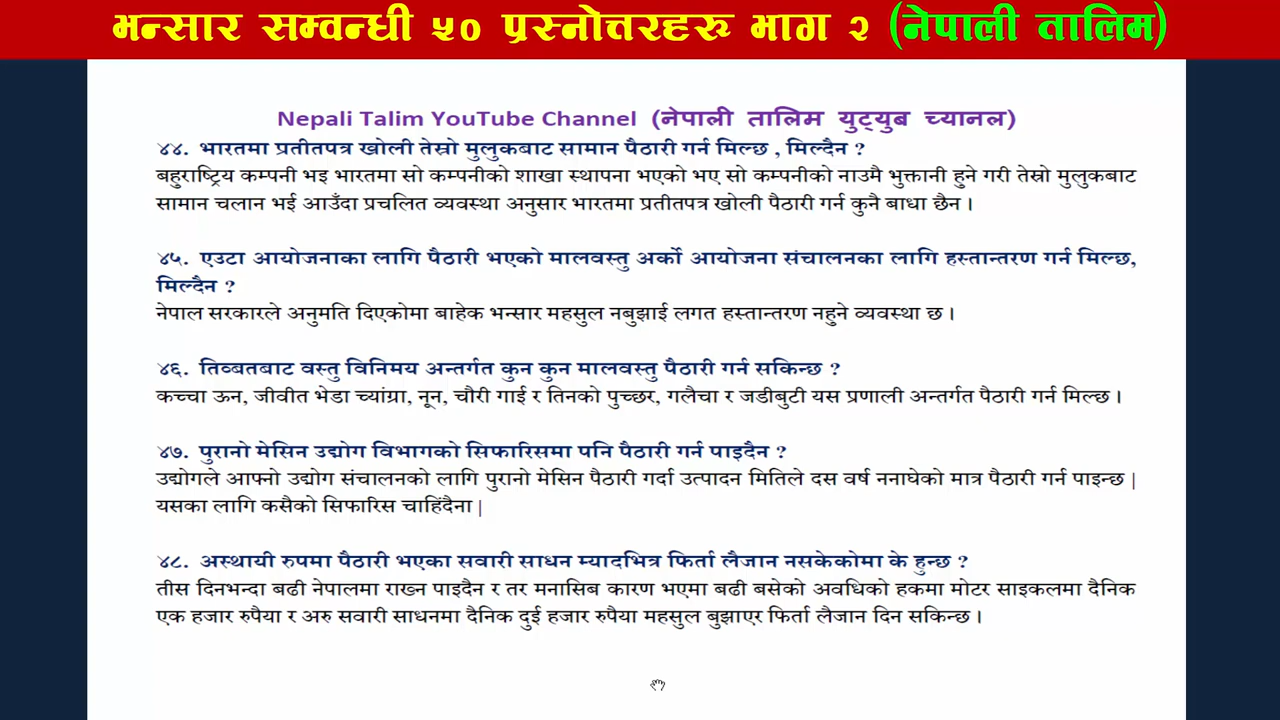 भन्सार सम्वन्धी ५० प्रस्नोत्तरहरु भाग २ (नेपाली तालिम)
Nepali Talim YouTube Channel (नेपाली तालिम युट्युब च्यानल)
४४. भारतमा प्रतीतपत्र खोली तेस्रो मुलुकबाट सामान पैठारी गर्न मिल्छ , मिल्दैन ?
बहुराष्ट्रिय कम्पनी भइ भारतमा सो कम्पनीको शाखा स्थापना भएको भए सो कम्पनीको नाउमै भुक्तानी हुने गरी तेस्रो मुलुकबाट
सामान चलान भई आउँदा प्रचलित व्यवस्था अनुसार भारतमा प्रतीतपत्र खोली पैठारी गर्न कुनै बाधा छैन ।
४५. एउटा आयोजनाका लागि पैठारी भएको मालवस्तु अर्को आयोजना संचालनका लागि हस्तान्तरण गर्न मिल्छ,
मिल्दैन ?
नेपाल सरकारले अनुमति दिएकोमा बाहेक भन्सार महसुल नबुझाई लगत हस्तान्तरण नहुने व्यवस्था छ ।
४६. तिव्बतबाट वस्तु विनिमय अन्तर्गत कुन कुन मालवस्तु पैठारी गर्न सकिन्छ ?
कच्चा ऊन, जीवीत भेडा च्यांग्रा, नून, चौरी गाई र तिनको पुच्छर, गलैचा र जडीबुटी यस प्रणाली अन्तर्गत पैठारी गर्न मिल्छ ।
४७. पुरानो मेसिन उद्योग विभागको सिफारिसमा पनि पैठारी गर्न पाइदैन ?
उद्योगले आफ्नो उद्योग संचालनको लागि पुरानो मेसिन पैठारी गर्दा उत्पादन मितिले दस वर्ष ननाघेको मात्र पैठारी गर्न पाइन्छ |
यसका लागि कसैको सिफारिस चाहिंदैना |
४८. अस्थायी रुपमा पैठारी भएका सवारी साधन म्यादभित्र फिर्ता लैजान नसकेकोमा के हुन्छ ?
तीस दिनभन्दा बढी नेपालमा राख्न पाइदैन र तर मनासिब कारण भएमा बढी बसेको अवधिको हकमा मोटर साइकलमा दैनिक
एक हजार रुपैया र अरु सवारी साधनमा दैनिक दुई हजार रुपैया महसुल बुझाएर फिर्ता लैजान दिन सकिन्छ ।